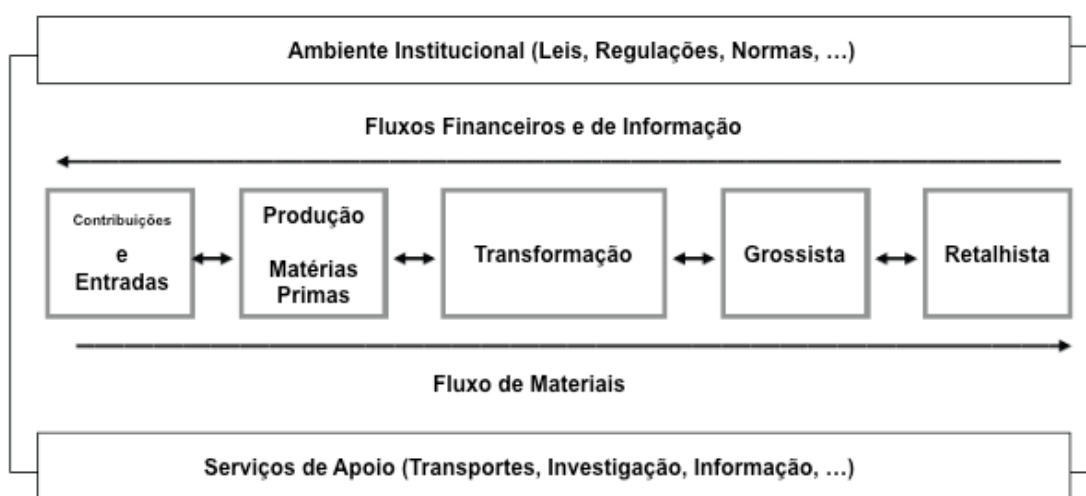 Ambiente Institucional (Leis, Regulações, Normas, ...)
Fluxos Financeiros e de Informação
Contribuições
e
Entradas
Produção
Matérias
Primas
Transformação
Grossista
Retalhista
Fluxo de Materiais
Serviços de Apoio (Transportes, Investigação, Informação, ...)